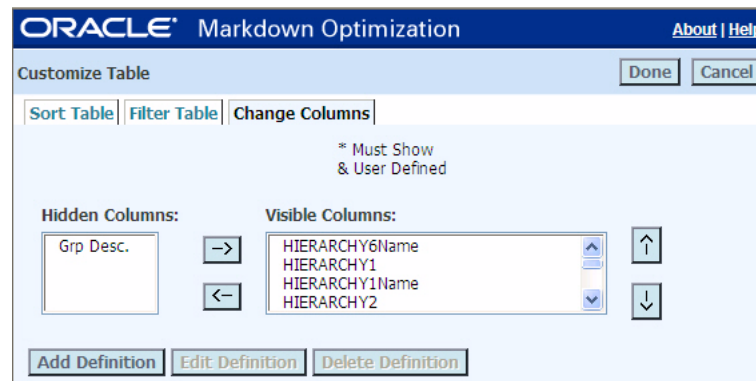 ORACLE® Markdown Optimization About | Help
Customize Table Done Cancel
Sort Table Filter Table Change Columns
* Must Show
& User Defined
Hidden Columns: Visible Columns:
Grp Desc. --> HIERARCHY6Name
HIERARCHY1
HIERARCHY1Name
<-- HIERARCHY2
Add Definition Edit Definition Delete Definition